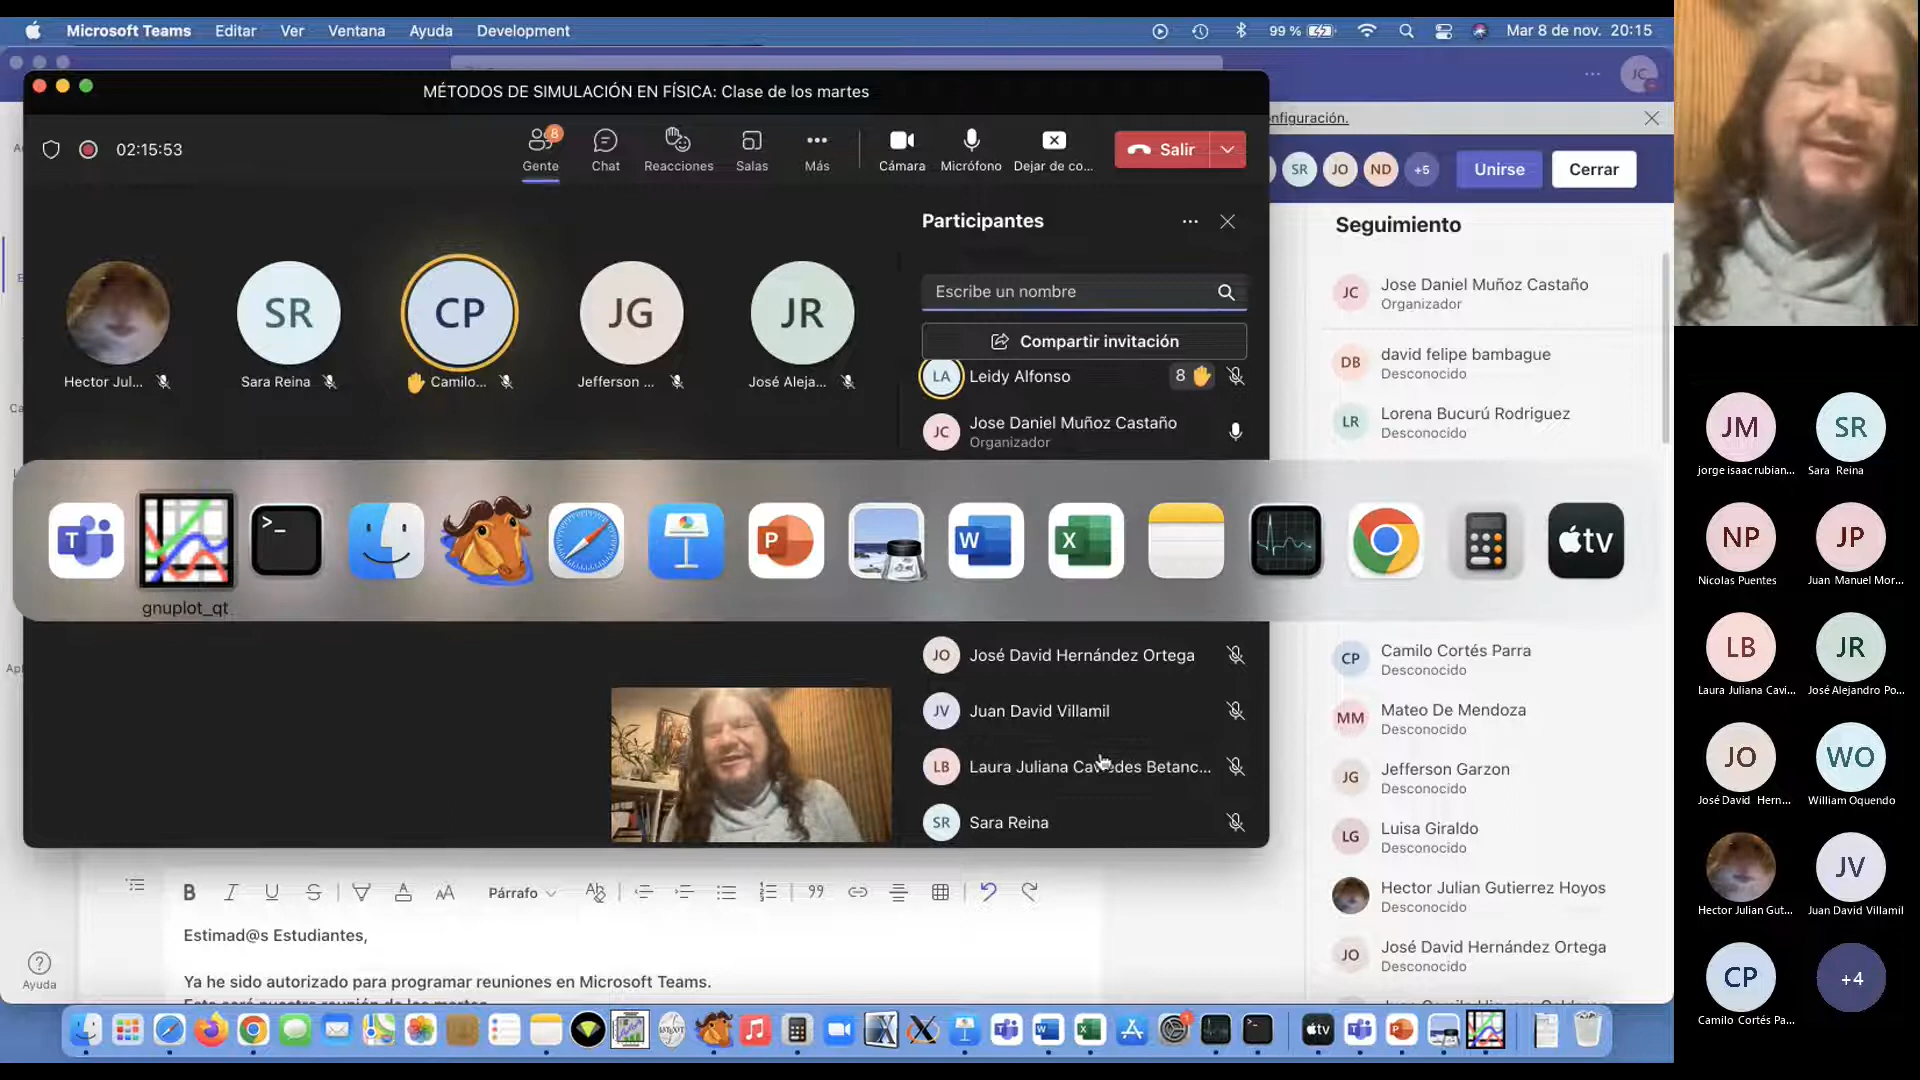 Microsoft Teams Editar Ver Ventana Ayuda Development
99 % Mar 8 de nov. 20:15
MÉTODOS DE SIMULACIÓN EN FÍSICA: Clase de los martes
JC
nfiguración.
02:15:53
8
Gente Chat Reacciones Salas Más Cámara Micrófono Dejar de co... Salir
SR JO ND +5 Unirse Cerrar
Participantes
Seguimiento
Escribe un nombre
Compartir invitación
SR CP JG JR
Hector Jul... Sara Reina Camilo... Jefferson ... José Aleja...
LA Leidy Alfonso 8
JC Jose Daniel Muñoz Castaño
Organizador
JC Jose Daniel Muñoz Castaño
Organizador
DB david felipe bambague
Desconocido
LR Lorena Bucurú Rodriguez
Desconocido
T >_ P W X tv
gnuplot_qt
JO José David Hernández Ortega
JV Juan David Villamil
LB Laura Juliana Cavedes Betanc...
SR Sara Reina
CP Camilo Cortés Parra
Desconocido
MM Mateo De Mendoza
Desconocido
JG Jefferson Garzon
Desconocido
LG Luisa Giraldo
Desconocido
Hector Julian Gutierrez Hoyos
Desconocido
JO José David Hernández Ortega
Desconocido
B I U S Párrafo
Estimad@s Estudiantes,
Ya he sido autorizado para programar reuniones en Microsoft Teams.
Ayuda
JM SR
jorge isaac rubian... Sara Reina
NP JP
Nicolas Puentes Juan Manuel Mor...
LB JR
Laura Juliana Cavi... José Alejandro Po...
JO WO
José David Hern... William Oquendo
JV
Hector Julian Gut... Juan David Villamil
CP +4
Camilo Cortés Pa...